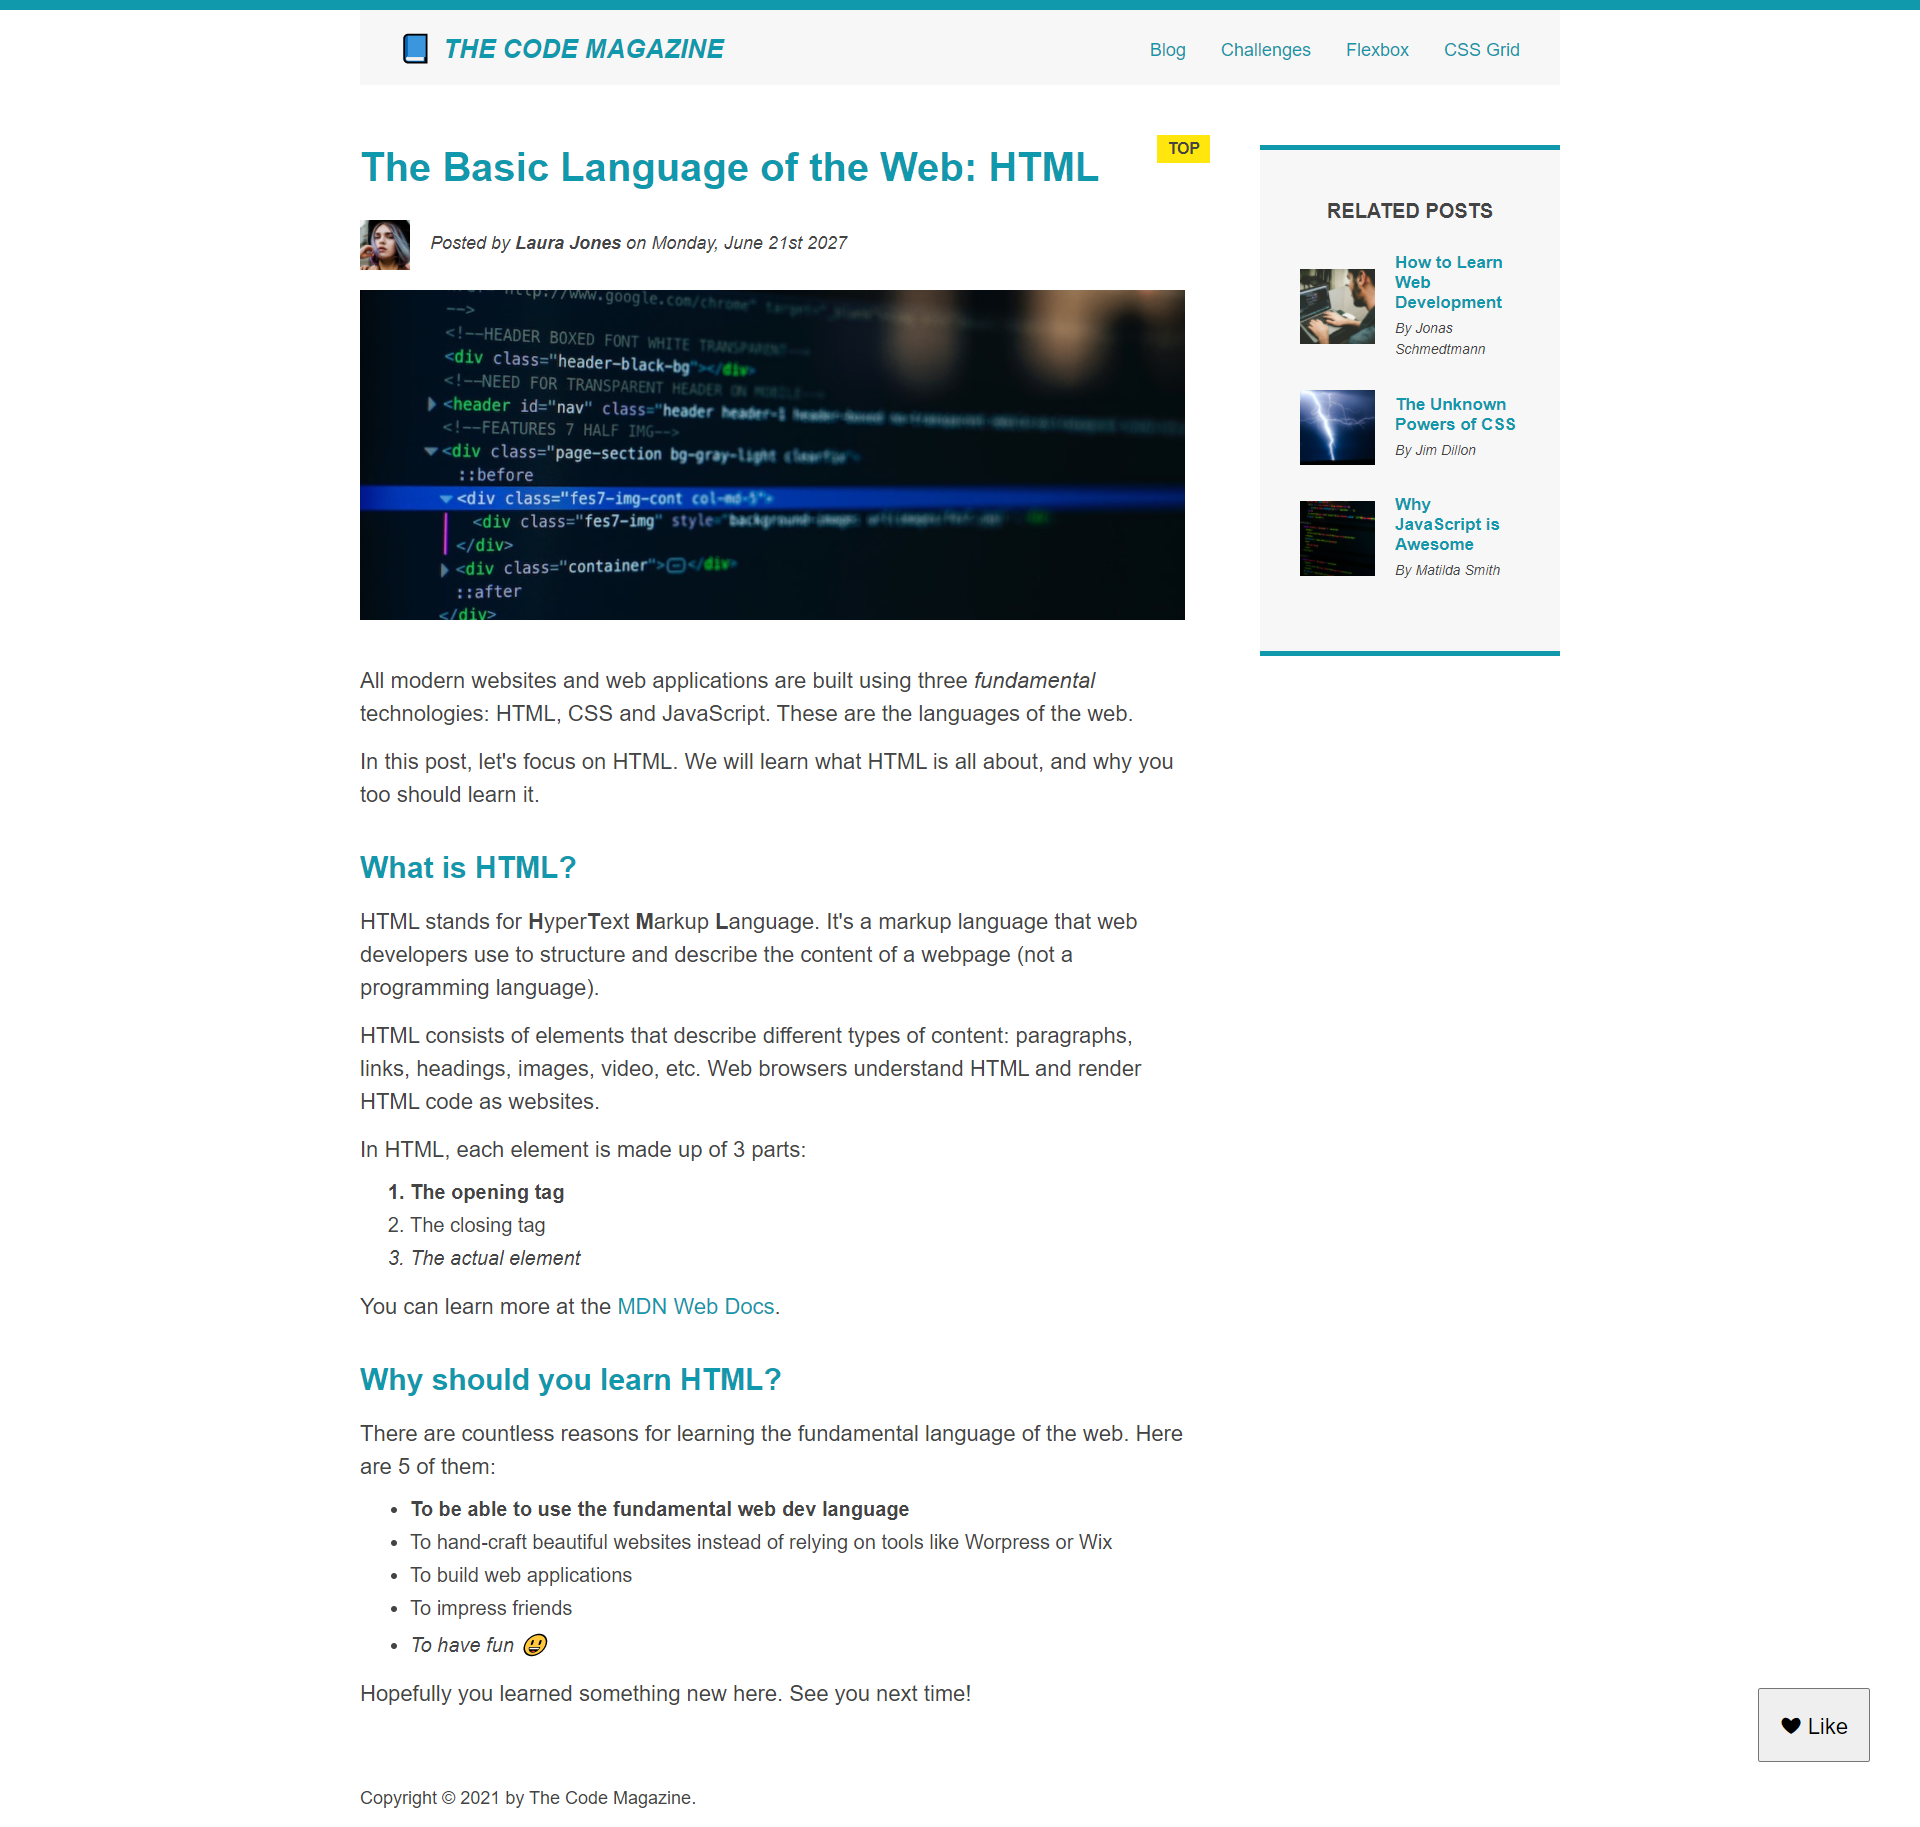 📘 THE CODE MAGAZINE
Blog Challenges Flexbox CSS Grid
The Basic Language of the Web: HTML
TOP
Posted by Laura Jones on Monday, June 21st 2027
http://www.google.com/chrome"
-->
<!--HEADER BOXED FONT WHITE TRANSPARENT-->
<div class="header-black-bg"></div>
<!--NEED FOR TRANSPARENT HEADER ON MOBILE-->
<header id="nav" class="header header-1 header-boxed
<!--FEATURES 7 HALF IMG-->
<div class="page-section bg-gray-light clearfix">
::before
<div class="fes7-img-cont col-md-5">
<div class="fes7-img" style="background-image:
</div>
<div class="container"></div>
::after
</div>
All modern websites and web applications are built using three fundamental
technologies: HTML, CSS and JavaScript. These are the languages of the web.
In this post, let's focus on HTML. We will learn what HTML is all about, and why you
too should learn it.
What is HTML?
HTML stands for HyperText Markup Language. It's a markup language that web
developers use to structure and describe the content of a webpage (not a
programming language).
HTML consists of elements that describe different types of content: paragraphs,
links, headings, images, video, etc. Web browsers understand HTML and render
HTML code as websites.
In HTML, each element is made up of 3 parts:
1. The opening tag
2. The closing tag
3. The actual element
You can learn more at the MDN Web Docs.
Why should you learn HTML?
There are countless reasons for learning the fundamental language of the web. Here
are 5 of them:
• To be able to use the fundamental web dev language
• To hand-craft beautiful websites instead of relying on tools like Worpress or Wix
• To build web applications
• To impress friends
• To have fun 😃
Hopefully you learned something new here. See you next time!
RELATED POSTS
How to Learn
Web
Development
By Jonas
Schmedtmann
The Unknown
Powers of CSS
By Jim Dillon
Why
JavaScript is
Awesome
By Matilda Smith
♥ Like
Copyright © 2021 by The Code Magazine.